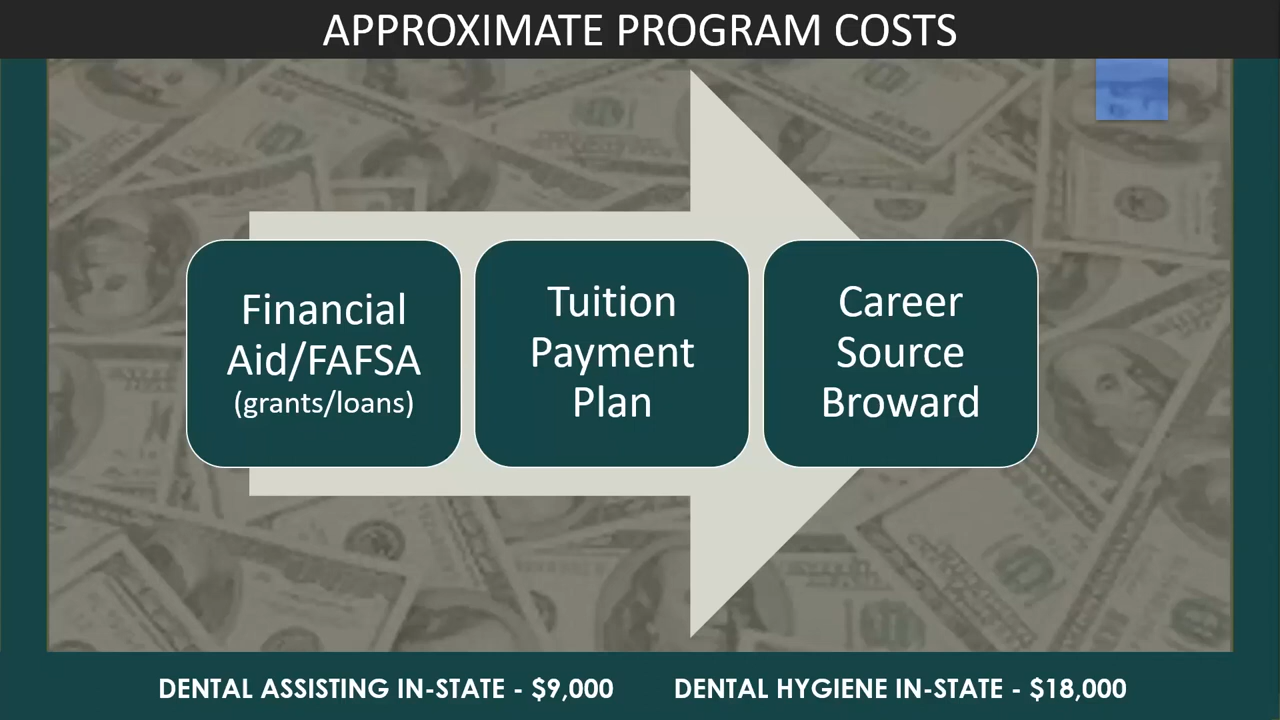 APPROXIMATE PROGRAM COSTS
Financial
Aid/FAFSA
(grants/loans)
Tuition
Payment
Plan
Career
Source
Broward
DENTAL ASSISTING IN-STATE - $9,000
DENTAL HYGIENE IN-STATE - $18,000